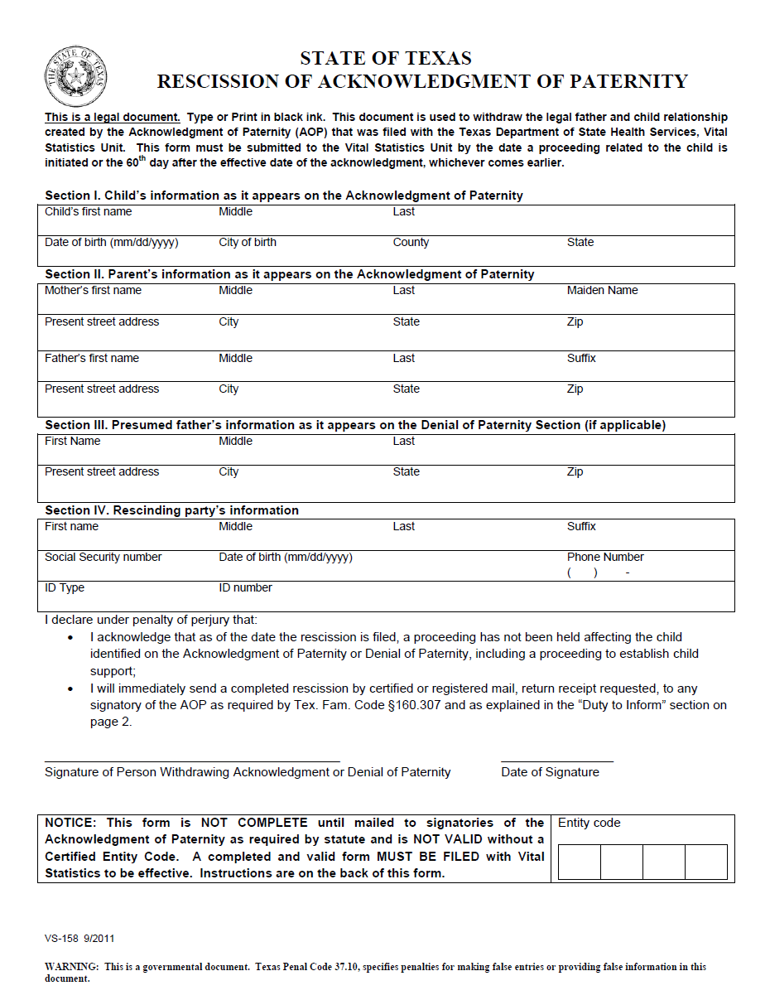 THE STATE OF TEXAS
STATE OF TEXAS
RESCISSION OF ACKNOWLEDGMENT OF PATERNITY
This is a legal document. Type or Print in black ink. This document is used to withdraw the legal father and child relationship
created by the Acknowledgment of Paternity (AOP) that was filed with the Texas Department of State Health Services, Vital
Statistics Unit. This form must be submitted to the Vital Statistics Unit by the date a proceeding related to the child is
initiated or the 60th day after the effective date of the acknowledgment, whichever comes earlier.
Section I. Child's information as it appears on the Acknowledgment of Paternity
Child's first name Middle Last
Date of birth (mm/dd/yyyy) City of birth County State
Section II. Parent's information as it appears on the Acknowledgment of Paternity
Mother's first name Middle Last Maiden Name
Present street address City State Zip
Father's first name Middle Last Suffix
Present street address City State Zip
Section III. Presumed father's information as it appears on the Denial of Paternity Section (if applicable)
First Name Middle Last
Present street address City State Zip
Section IV. Rescinding party's information
First name Middle Last Suffix
Social Security number Date of birth (mm/dd/yyyy) Phone Number
( ) -
ID Type ID number
I declare under penalty of perjury that:
• I acknowledge that as of the date the rescission is filed, a proceeding has not been held affecting the child
identified on the Acknowledgment of Paternity or Denial of Paternity, including a proceeding to establish child
support;
• I will immediately send a completed rescission by certified or registered mail, return receipt requested, to any
signatory of the AOP as required by Tex. Fam. Code §160.307 and as explained in the "Duty to Inform" section on
page 2.
Signature of Person Withdrawing Acknowledgment or Denial of Paternity Date of Signature
NOTICE: This form is NOT COMPLETE until mailed to signatories of the Entity code
Acknowledgment of Paternity as required by statute and is NOT VALID without a
Certified Entity Code. A completed and valid form MUST BE FILED with Vital
Statistics to be effective. Instructions are on the back of this form.
VS-158 9/2011
WARNING: This is a governmental document. Texas Penal Code 37.10, specifies penalties for making false entries or providing false information in this
document.